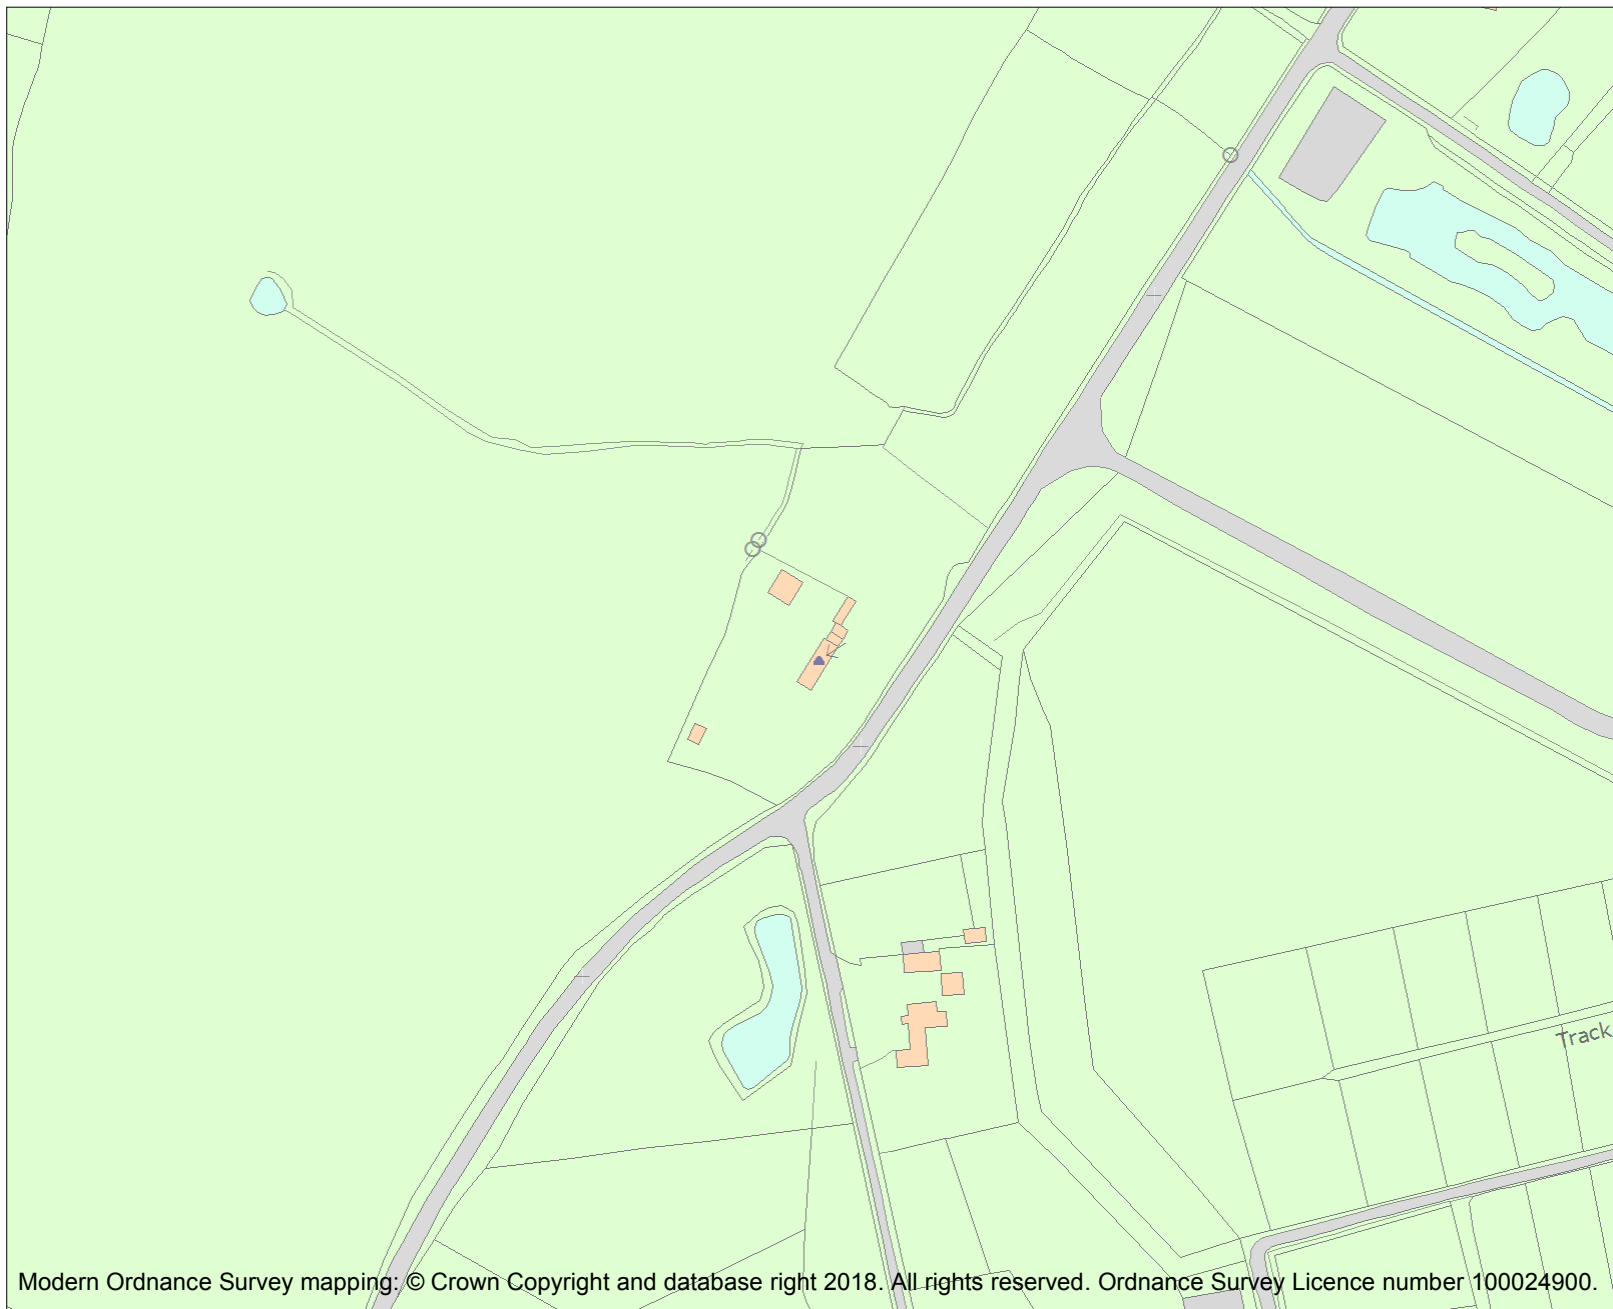 Track
Modern Ordnance Survey mapping: © Crown Copyright and database right 2018. All rights reserved. Ordnance Survey Licence number 100024900.